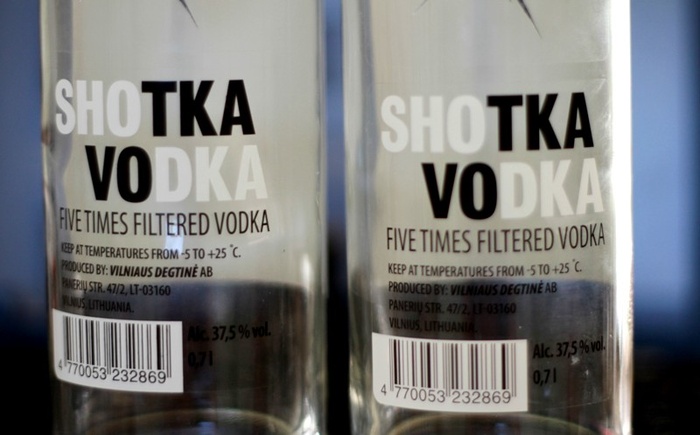 SHOTKA
VODKA
FIVE TIMES FILTERED VODKA
KEEP AT TEMPERATURES FROM -5 TO +25 °C.
PRODUCED BY: VILNIAUS DEGTINĖ AB
PANERIŲ STR. 47/2, LT-03160
VILNIUS, LITHUANIA.
Alc. 37,5 % vol.
0,7 l
4 770053 232869
SHOTKA
VODKA
FIVE TIMES FILTERED VODKA
KEEP AT TEMPERATURES FROM -5 TO +25 °C.
PRODUCED BY: VILNIAUS DEGTINĖ AB
PANERIŲ STR. 47/2, LT-03160
VILNIUS, LITHUANIA.
Alc. 37,5 % vol.
0,7 l
4 770053 232869